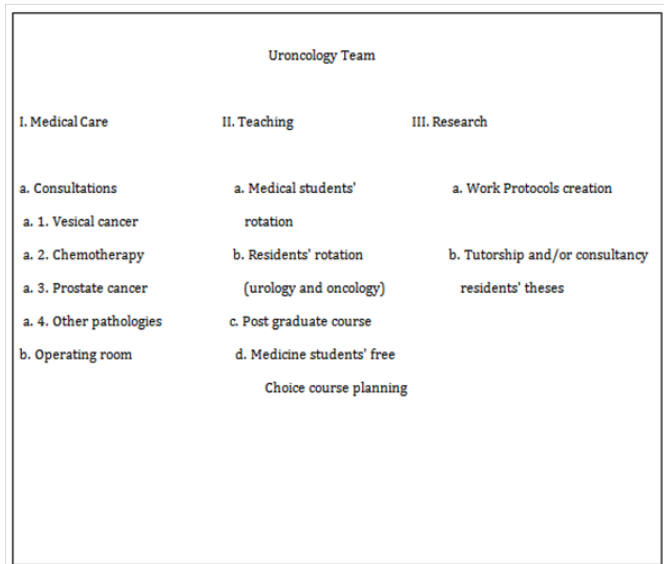 Uroncology Team
I. Medical Care
II. Teaching
III. Research
a. Consultations
a. 1. Vesical cancer
a. 2. Chemotherapy
a. 3. Prostate cancer
a. 4. Other pathologies
b. Operating room
a. Medical students'
rotation
b. Residents' rotation
(urology and oncology)
c. Post graduate course
d. Medicine students' free
Choice course planning
a. Work Protocols creation
b. Tutorship and/or consultancy
residents' theses